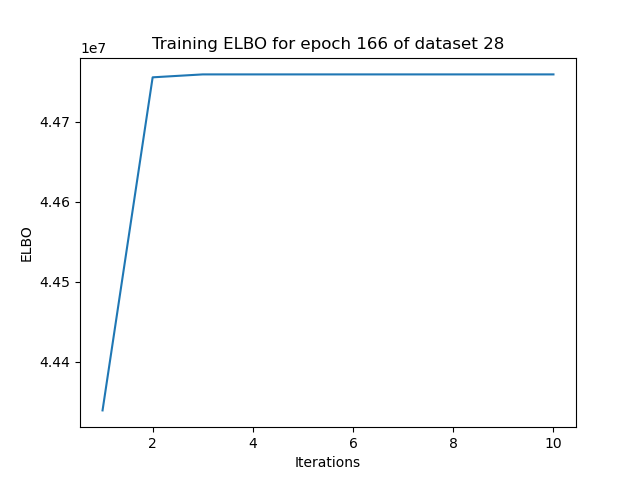 Training ELBO for epoch 166 of dataset 28
1e7
4.47
4.46
4.45
4.44
ELBO
2 4 6 8 10
Iterations